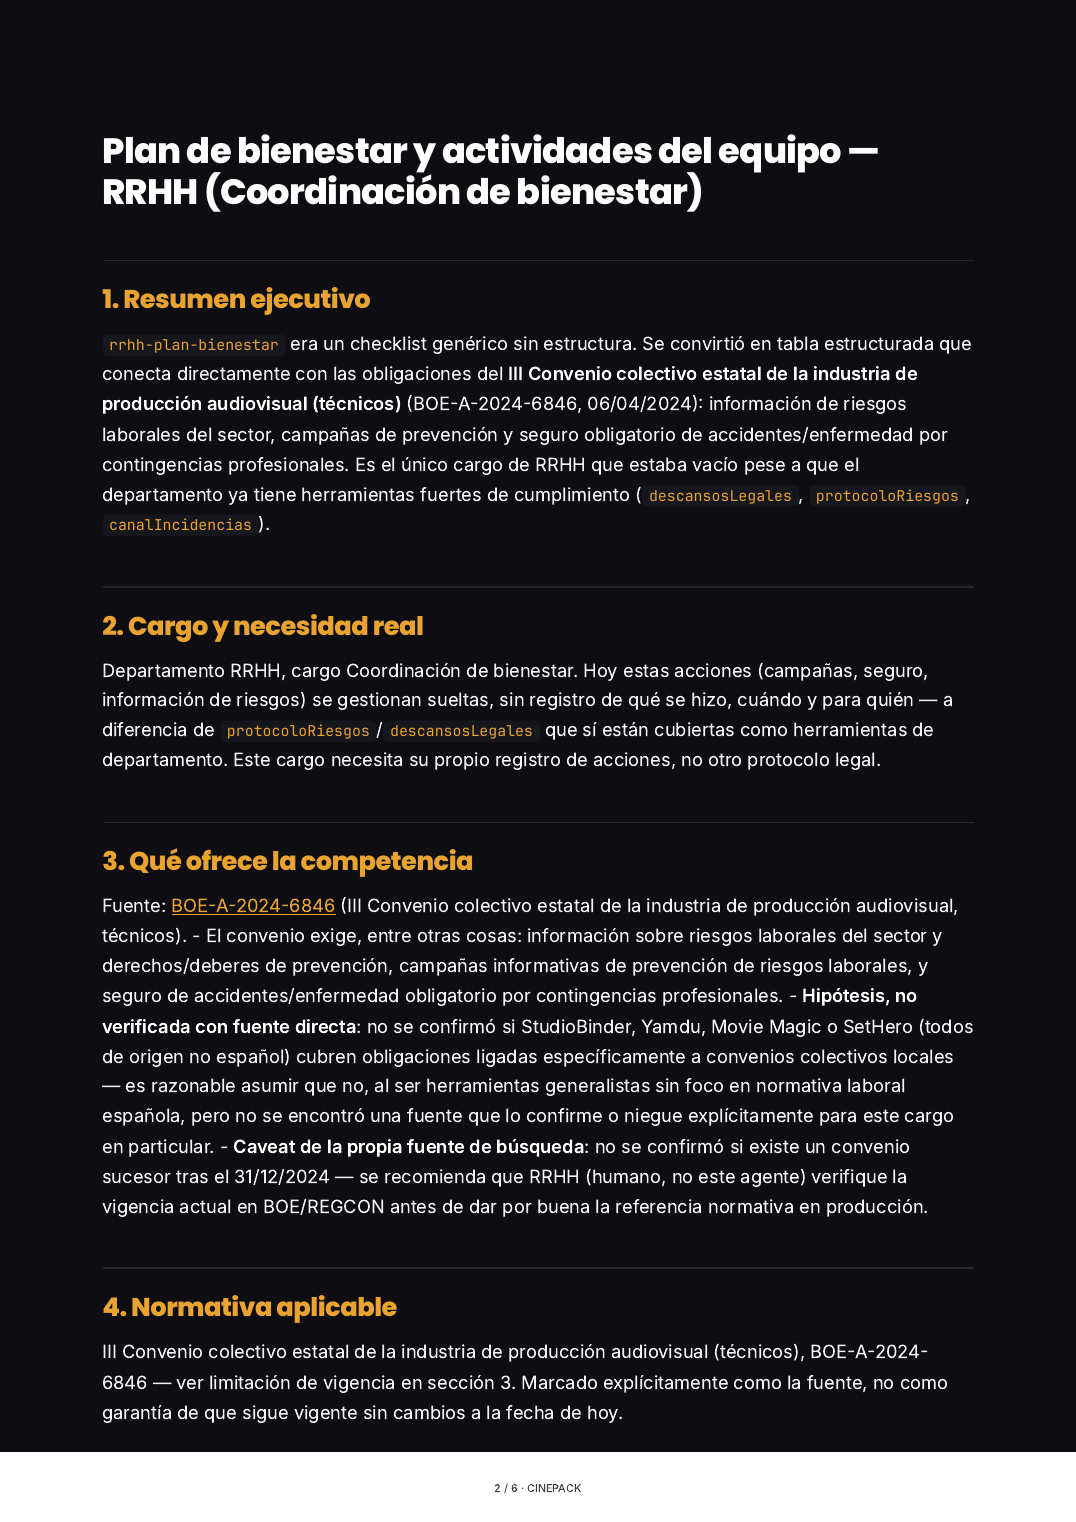 Plan de bienestar y actividades del equipo —
RRHH (Coordinación de bienestar)
1. Resumen ejecutivo
rrhh-plan-bienestar era un checklist genérico sin estructura. Se convirtió en tabla estructurada que
conecta directamente con las obligaciones del III Convenio colectivo estatal de la industria de
producción audiovisual (técnicos) (BOE-A-2024-6846, 06/04/2024): información de riesgos
laborales del sector, campañas de prevención y seguro obligatorio de accidentes/enfermedad por
contingencias profesionales. Es el único cargo de RRHH que estaba vacío pese a que el
departamento ya tiene herramientas fuertes de cumplimiento ( descansosLegales , protocoloRiesgos ,
canalIncidencias ).
2. Cargo y necesidad real
Departamento RRHH, cargo Coordinación de bienestar. Hoy estas acciones (campañas, seguro,
información de riesgos) se gestionan sueltas, sin registro de qué se hizo, cuándo y para quién — a
diferencia de protocoloRiesgos / descansosLegales que sí están cubiertas como herramientas de
departamento. Este cargo necesita su propio registro de acciones, no otro protocolo legal.
3. Qué ofrece la competencia
Fuente: BOE-A-2024-6846 (III Convenio colectivo estatal de la industria de producción audiovisual,
técnicos). - El convenio exige, entre otras cosas: información sobre riesgos laborales del sector y
derechos/deberes de prevención, campañas informativas de prevención de riesgos laborales, y
seguro de accidentes/enfermedad obligatorio por contingencias profesionales. - Hipótesis, no
verificada con fuente directa: no se confirmó si StudioBinder, Yamdu, Movie Magic o SetHero (todos
de origen no español) cubren obligaciones ligadas específicamente a convenios colectivos locales
— es razonable asumir que no, al ser herramientas generalistas sin foco en normativa laboral
española, pero no se encontró una fuente que lo confirme o niegue explícitamente para este cargo
en particular. - Caveat de la propia fuente de búsqueda: no se confirmó si existe un convenio
sucesor tras el 31/12/2024 — se recomienda que RRHH (humano, no este agente) verifique la
vigencia actual en BOE/REGCON antes de dar por buena la referencia normativa en producción.
4. Normativa aplicable
III Convenio colectivo estatal de la industria de producción audiovisual (técnicos), BOE-A-2024-
6846 — ver limitación de vigencia en sección 3. Marcado explícitamente como la fuente, no como
garantía de que sigue vigente sin cambios a la fecha de hoy.
2 / 6 · CINEPACK